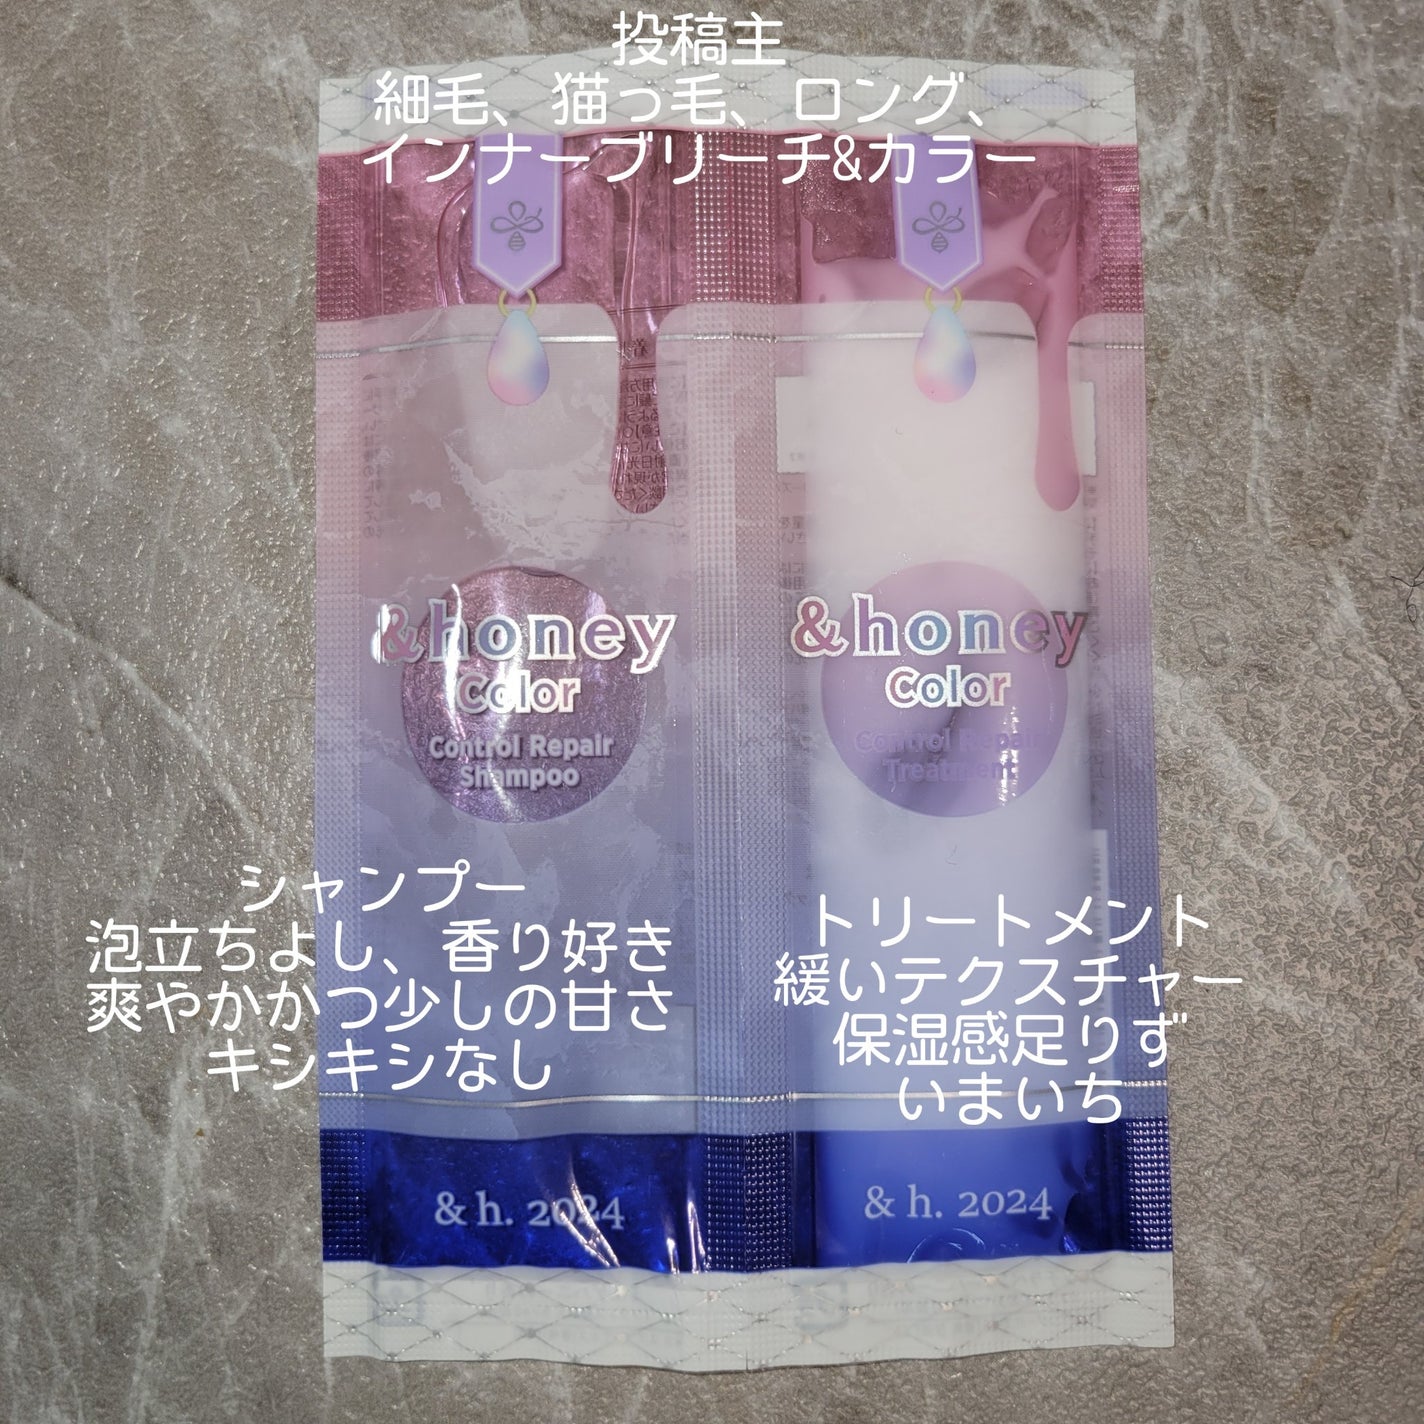 投稿主
細毛、猫っ毛、ロング、
インナーブリーチ&カラー
&honey
Color
Control Repair
Shampoo
&honey
Color
Control Repair
Treatment
シャンプー
泡立ちよし、香り好き
爽やかかつ少しの甘さ
キシキシなし
トリートメント
緩いテクスチャー
保湿感足りず
いまいち
& h. 2024
& h. 2024